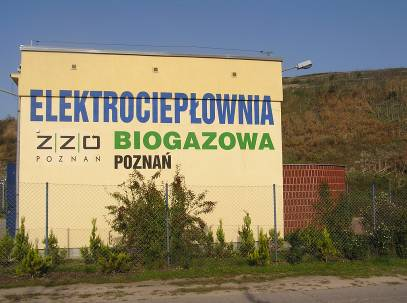 ELEKTROCIEPŁOWNIA
ZZO BIOGAZOWA
POZNAŃ POZNAŃ